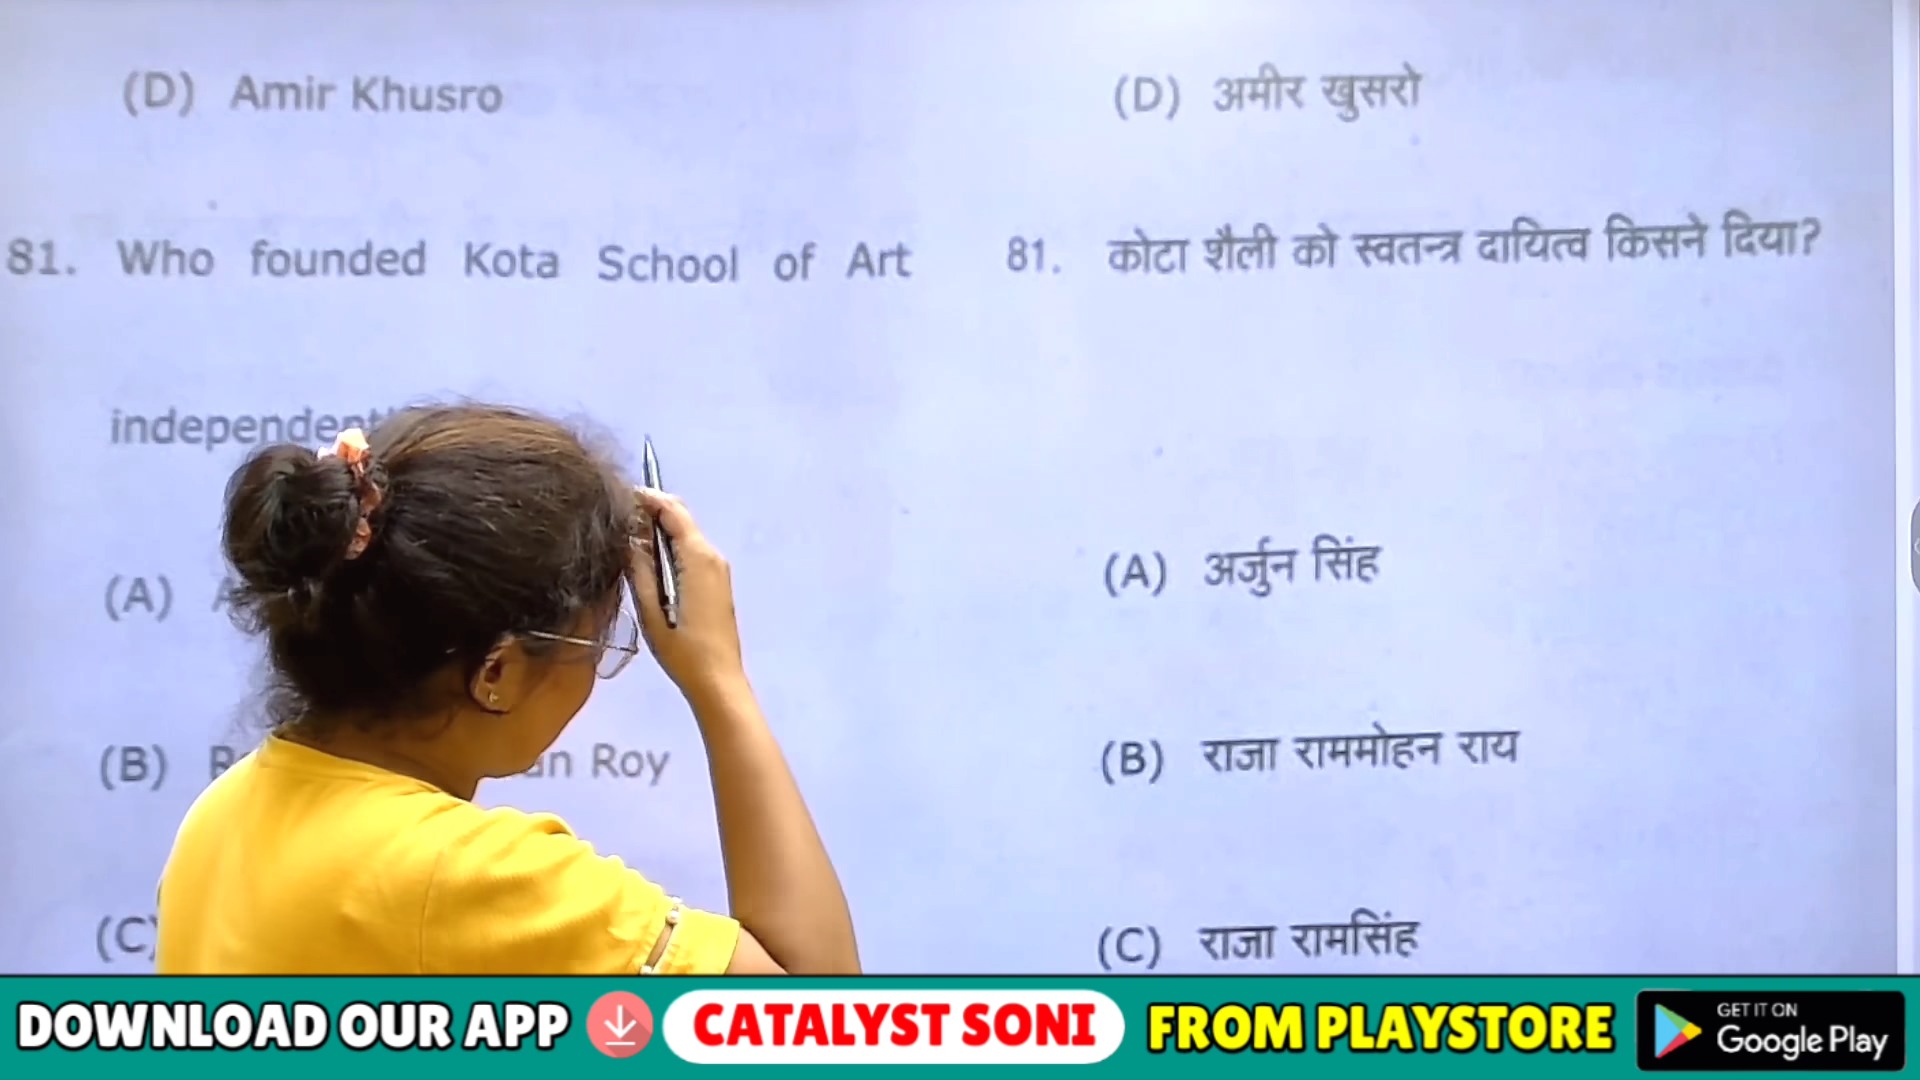 (D) Amir Khusro
81. Who founded Kota School of Art
(A)
(B) Roy
(C)
(D) अमीर खुसरो
81. कोटा शैली को स्वतन्त्र दायित्व किसने दिया?
(A) अर्जुन सिंह
(B) राजा राममोहन राय
(C) राजा रामसिंह
DOWNLOAD OUR APP CATALYST SONI FROM PLAYSTORE
GET IT ON
Google Play